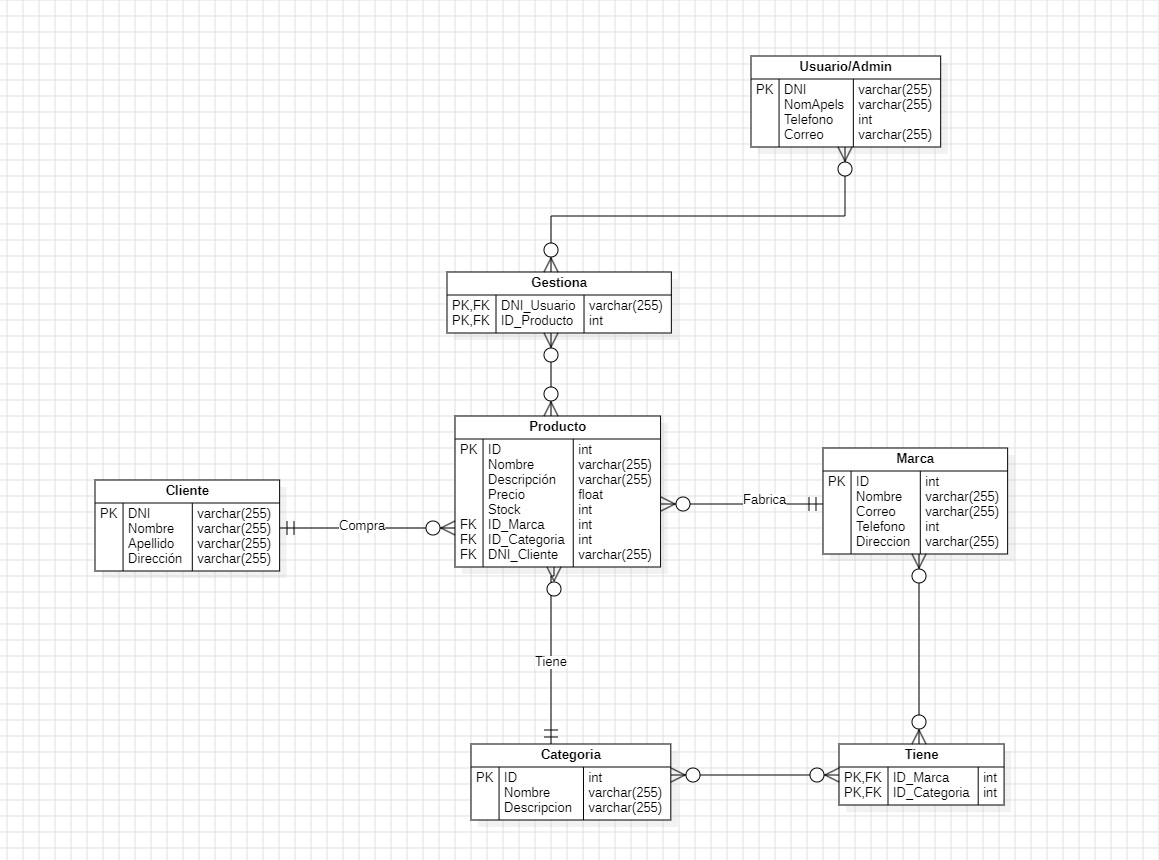 Usuario/Admin
PK DNI varchar(255)
NomApels varchar(255)
Telefono int
Correo varchar(255)
Gestiona
PK,FK DNI_Usuario varchar(255)
PK,FK ID_Producto int
Producto
PK ID int
Nombre varchar(255)
Descripción varchar(255)
Precio float
Stock int
FK ID_Marca int
FK ID_Categoria int
FK DNI_Cliente varchar(255)
Marca
PK ID int
Nombre varchar(255)
Correo varchar(255)
Telefono int
Direccion varchar(255)
Fabrica
Cliente
PK DNI varchar(255)
Nombre varchar(255)
Apellido varchar(255)
Dirección varchar(255)
Compra
Tiene
Categoria
PK ID int
Nombre varchar(255)
Descripcion varchar(255)
Tiene
PK,FK ID_Marca int
PK,FK ID_Categoria int